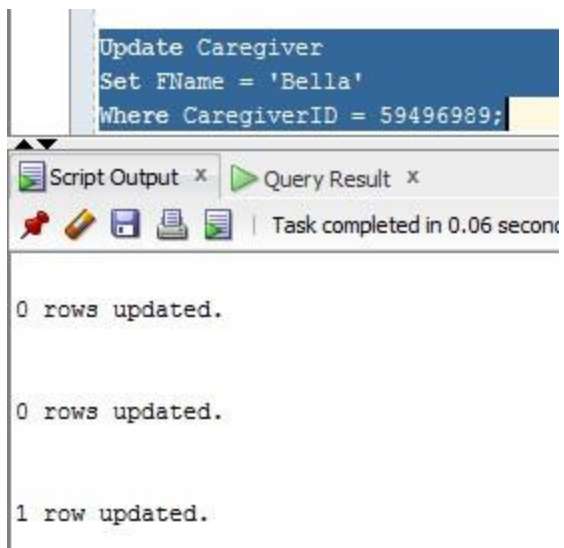 Update Caregiver
Set FName = 'Bella'
Where CaregiverID = 59496989;
Script Output x Query Result x
Task completed in 0.06 secon
0 rows updated.
0 rows updated.
1 row updated.